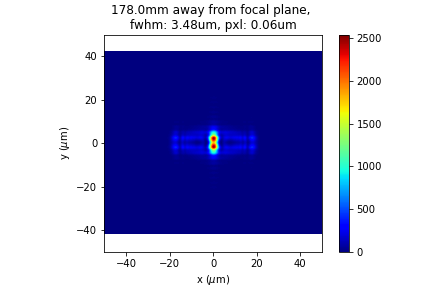 178.0mm away from focal plane,
fwhm: 3.48um, pxl: 0.06um
40
20
0
−20
−40
y (μm)
−40 −20 0 20 40
x (μm)
2500
2000
1500
1000
500
0